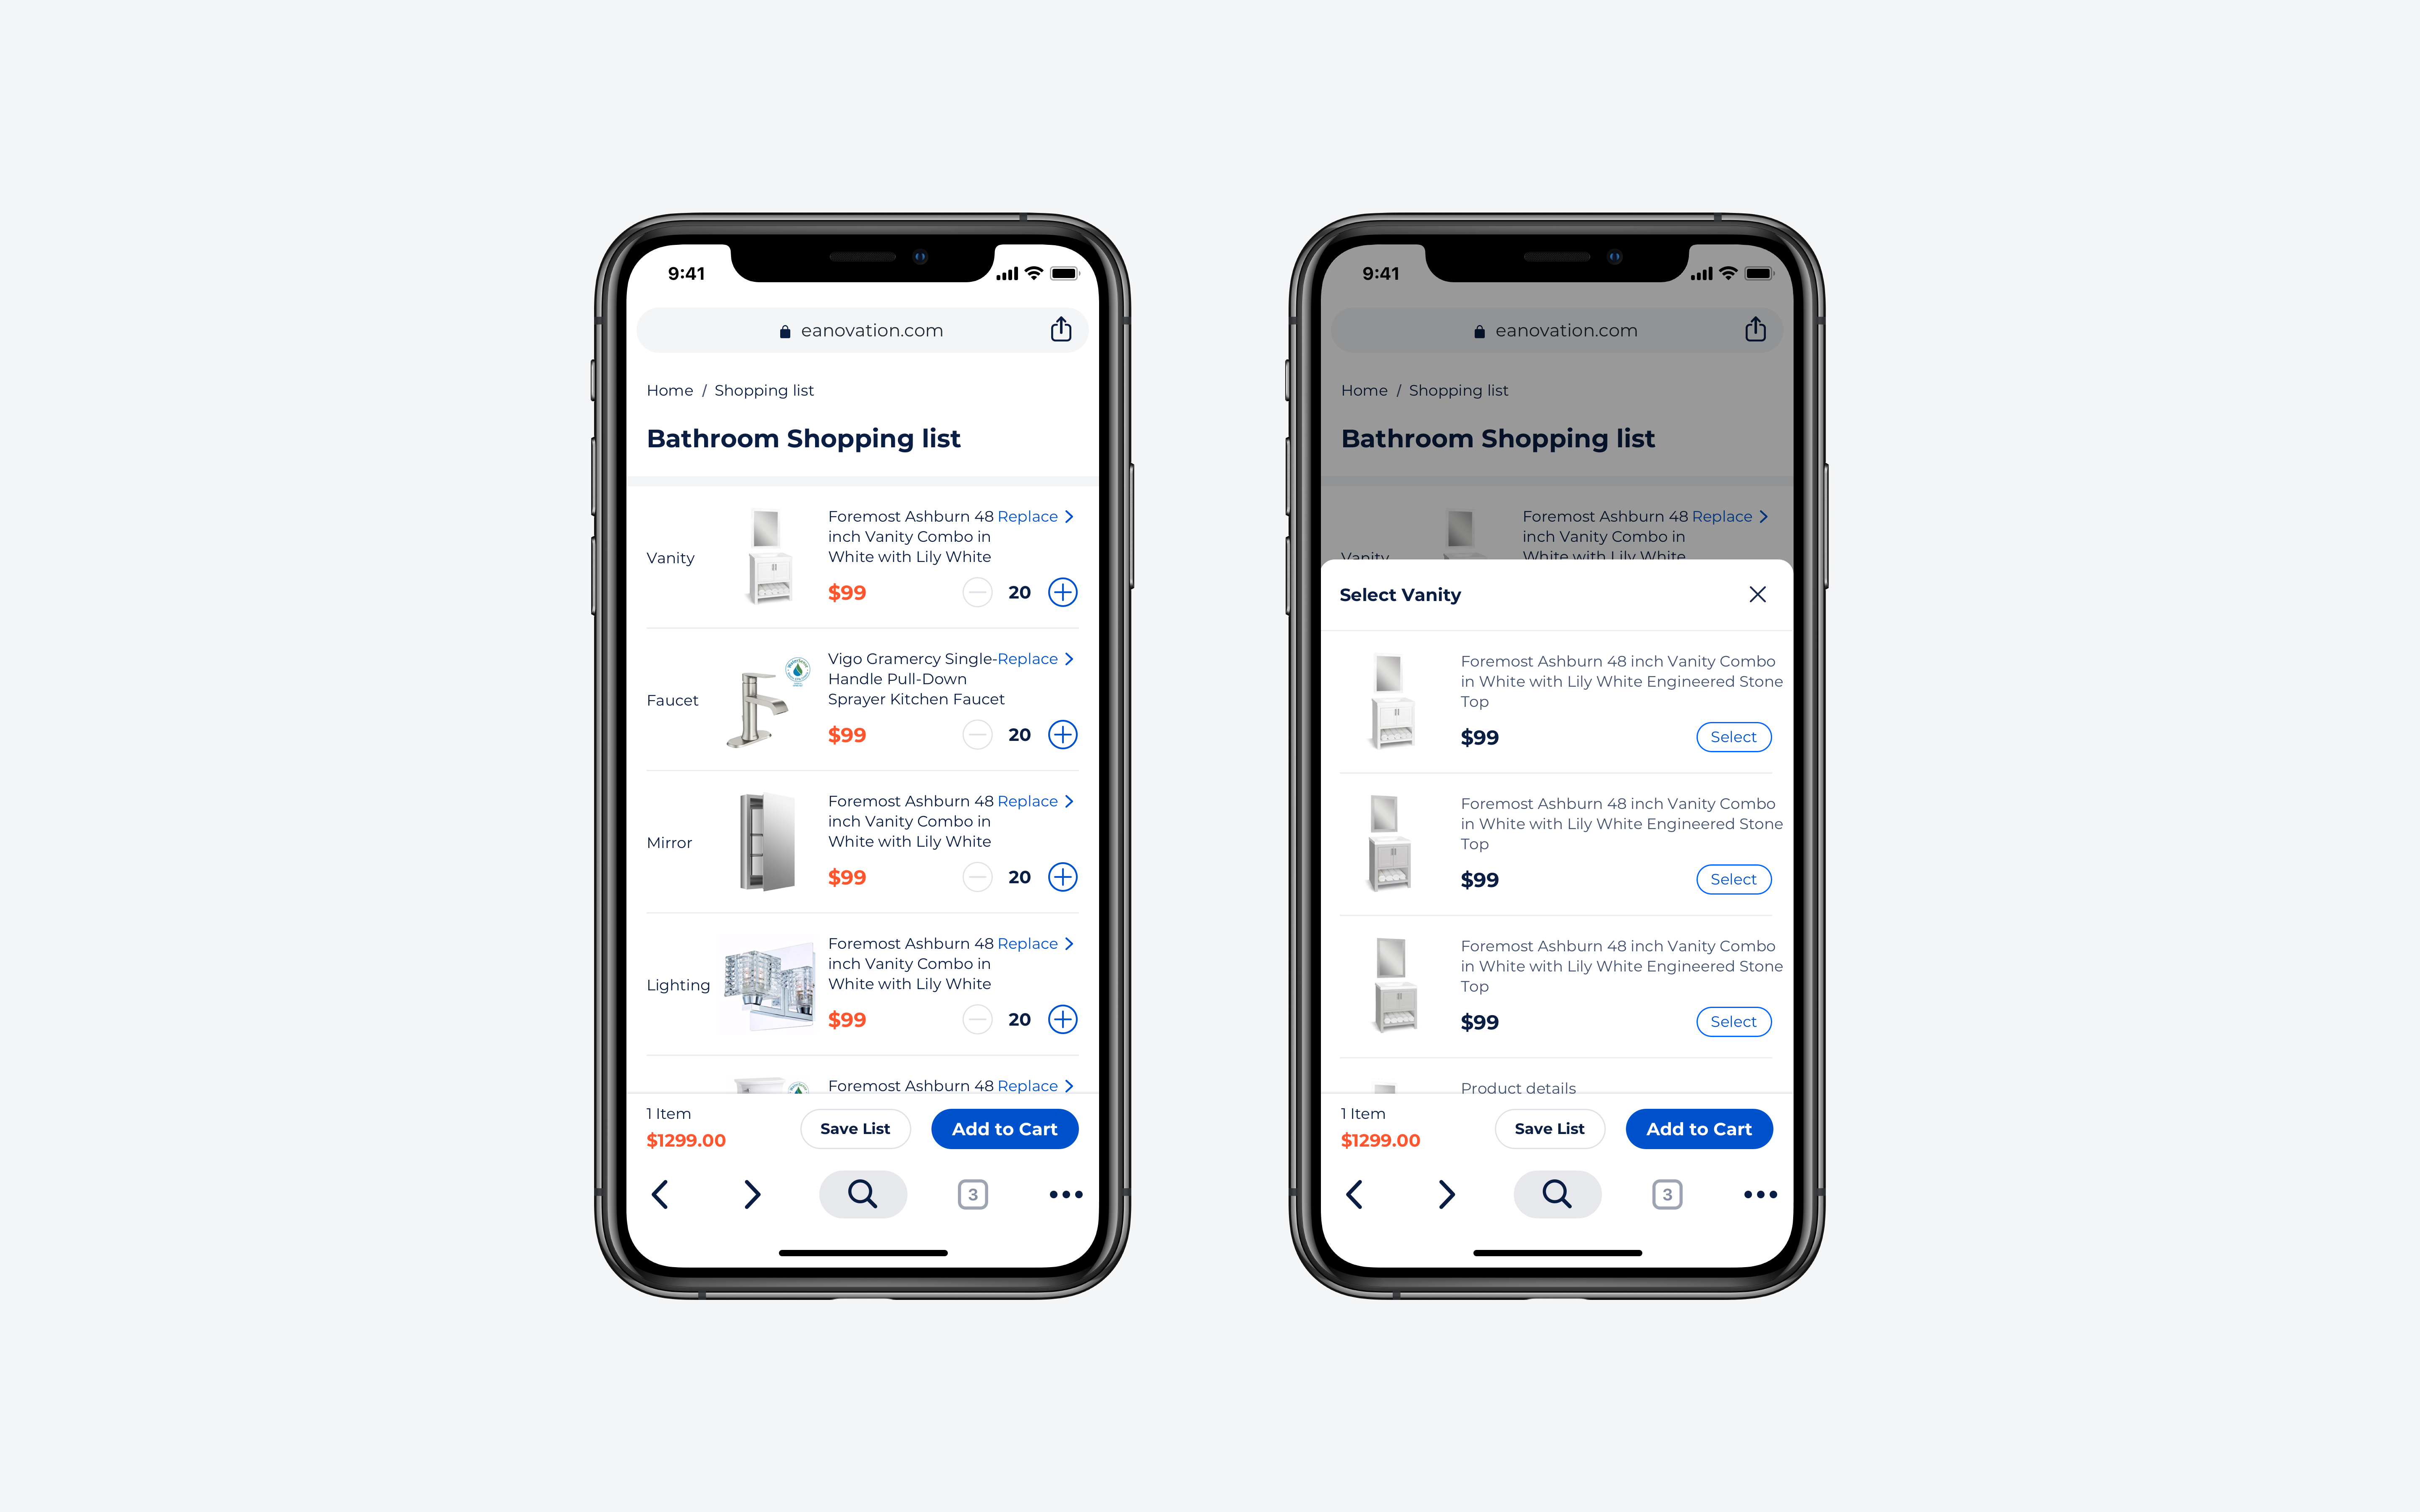 9:41
eanovation.com
Home / Shopping list
Bathroom Shopping list
Vanity
Foremost Ashburn 48 Replace
inch Vanity Combo in
White with Lily White
$99 20
Faucet
Vigo Gramercy Single- Replace
Handle Pull-Down
Sprayer Kitchen Faucet
$99 20
Mirror
Foremost Ashburn 48 Replace
inch Vanity Combo in
White with Lily White
$99 20
Lighting
Foremost Ashburn 48 Replace
inch Vanity Combo in
White with Lily White
$99 20
Foremost Ashburn 48 Replace
1 Item
$1299.00
Save List
Add to Cart
3
9:41
eanovation.com
Home / Shopping list
Bathroom Shopping list
Vanity
Foremost Ashburn 48 Replace
inch Vanity Combo in
White with Lily White
Select Vanity
Foremost Ashburn 48 inch Vanity Combo
in White with Lily White Engineered Stone
Top
$99 Select
Foremost Ashburn 48 inch Vanity Combo
in White with Lily White Engineered Stone
Top
$99 Select
Foremost Ashburn 48 inch Vanity Combo
in White with Lily White Engineered Stone
Top
$99 Select
Product details
1 Item
$1299.00
Save List
Add to Cart
3